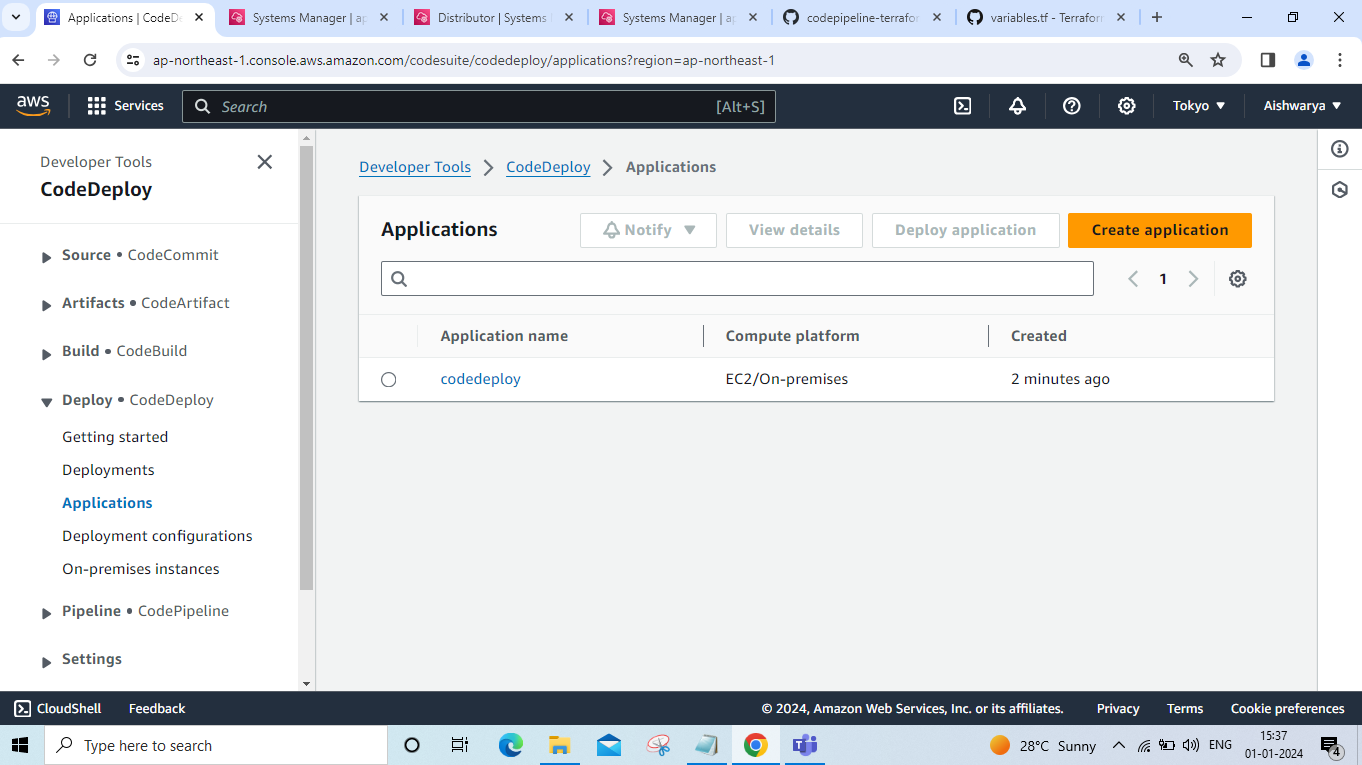 Applications | CodeDe
Systems Manager | ap
Distributor | Systems
Systems Manager | ap
codepipeline-terrafor
variables.tf - Terrafor
ap-northeast-1.console.aws.amazon.com/codesuite/codedeploy/applications?region=ap-northeast-1
aws
Services
Search
[Alt+S]
Tokyo
Aishwarya
Developer Tools
CodeDeploy
Source • CodeCommit
Artifacts • CodeArtifact
Build • CodeBuild
Deploy • CodeDeploy
Getting started
Deployments
Applications
Deployment configurations
On-premises instances
Pipeline • CodePipeline
Settings
Developer Tools
CodeDeploy
Applications
Applications
Notify
View details
Deploy application
Create application
1
Application name
Compute platform
Created
codedeploy
EC2/On-premises
2 minutes ago
CloudShell
Feedback
© 2024, Amazon Web Services, Inc. or its affiliates.
Privacy
Terms
Cookie preferences
Type here to search
28°C Sunny
ENG
15:37
01-01-2024
4